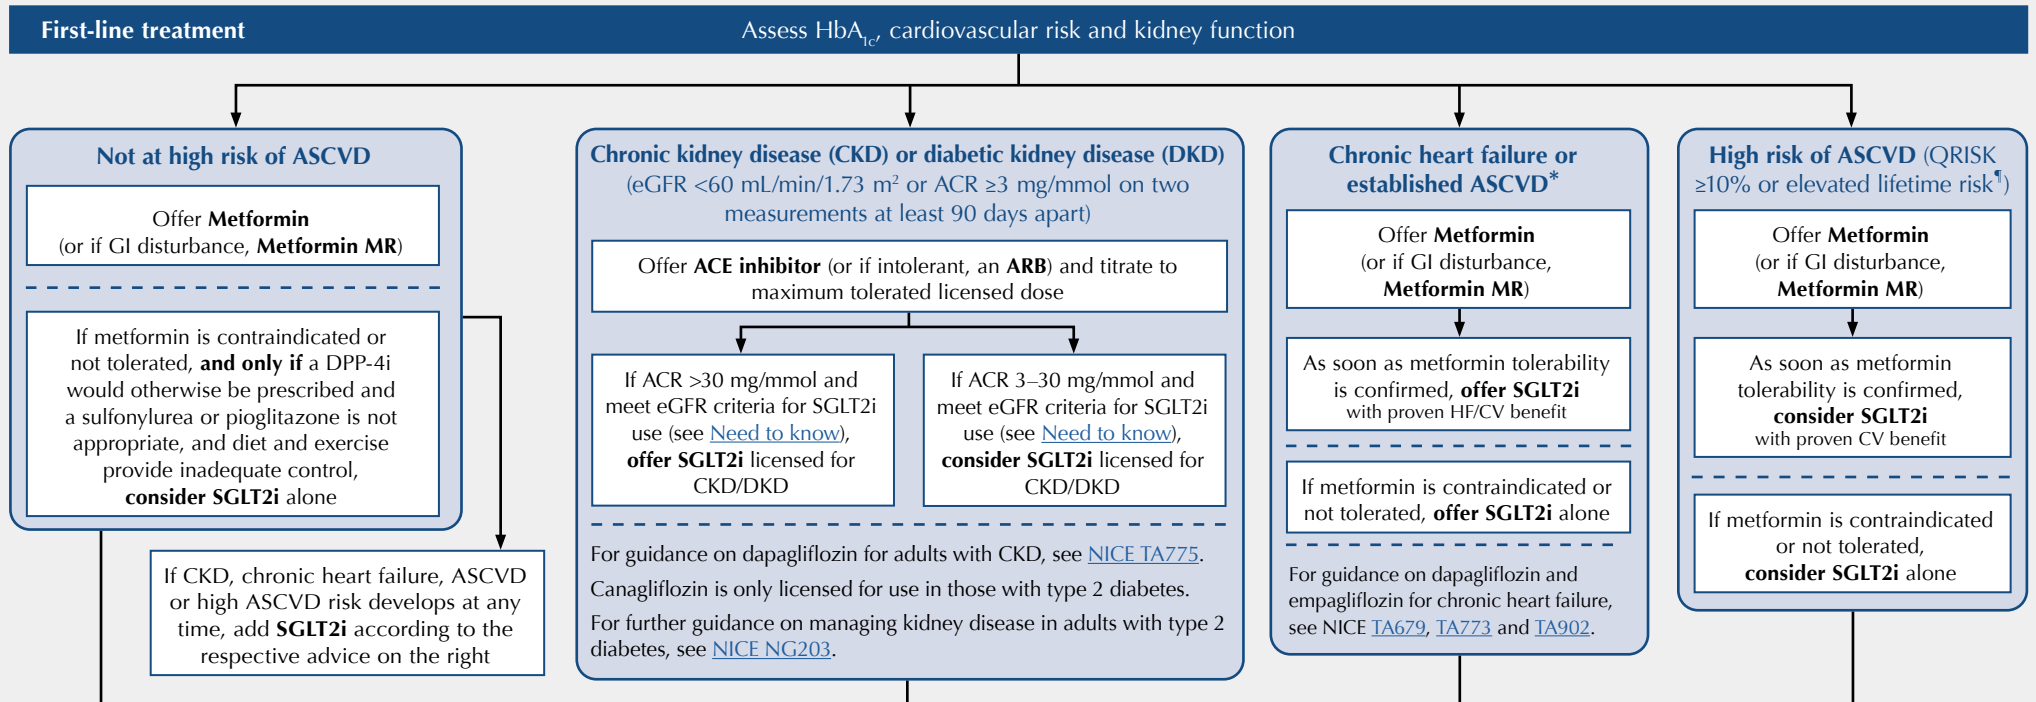 First-line treatment
Assess HbA1c, cardiovascular risk and kidney function
Not at high risk of ASCVD
Offer Metformin
(or if GI disturbance, Metformin MR)
If metformin is contraindicated or
not tolerated, and only if a DPP-4i
would otherwise be prescribed and
a sulfonylurea or pioglitazone is not
appropriate, and diet and exercise
provide inadequate control,
consider SGLT2i alone
If CKD, chronic heart failure, ASCVD
or high ASCVD risk develops at any
time, add SGLT2i according to the
respective advice on the right
Chronic kidney disease (CKD) or diabetic kidney disease (DKD)
(eGFR <60 mL/min/1.73 m² or ACR ≥3 mg/mmol on two
measurements at least 90 days apart)
Offer ACE inhibitor (or if intolerant, an ARB) and titrate to
maximum tolerated licensed dose
If ACR >30 mg/mmol and
meet eGFR criteria for SGLT2i
use (see Need to know),
offer SGLT2i licensed for
CKD/DKD
If ACR 3–30 mg/mmol and
meet eGFR criteria for SGLT2i
use (see Need to know),
consider SGLT2i licensed for
CKD/DKD
For guidance on dapagliflozin for adults with CKD, see NICE TA775.
Canagliflozin is only licensed for use in those with type 2 diabetes.
For further guidance on managing kidney disease in adults with type 2
diabetes, see NICE NG203.
Chronic heart failure or
established ASCVD*
Offer Metformin
(or if GI disturbance,
Metformin MR)
As soon as metformin tolerability
is confirmed, offer SGLT2i
with proven HF/CV benefit
If metformin is contraindicated or
not tolerated, offer SGLT2i alone
For guidance on dapagliflozin and
empagliflozin for chronic heart failure,
see NICE TA679, TA773 and TA902.
High risk of ASCVD (QRISK
≥10% or elevated lifetime risk¶)
Offer Metformin
(or if GI disturbance,
Metformin MR)
As soon as metformin
tolerability is confirmed,
consider SGLT2i
with proven CV benefit
If metformin is contraindicated
or not tolerated,
consider SGLT2i alone